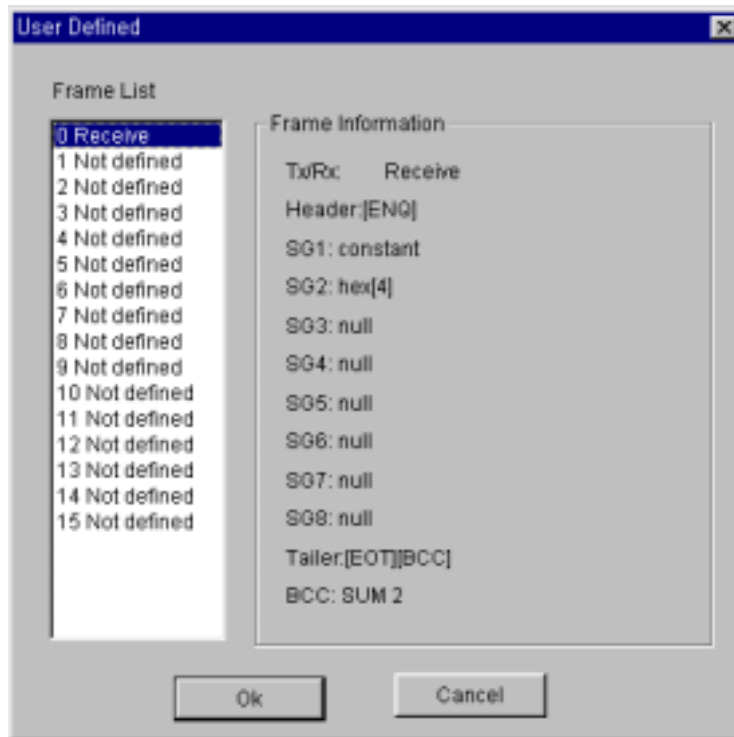 User Defined
Frame List
0 Receive
1 Not defined
2 Not defined
3 Not defined
4 Not defined
5 Not defined
6 Not defined
7 Not defined
8 Not defined
9 Not defined
10 Not defined
11 Not defined
12 Not defined
13 Not defined
14 Not defined
15 Not defined
Frame Information
Tx/Rx: Receive
Header:[ENQ]
SG1: constant
SG2: hex[4]
SG3: null
SG4: null
SG5: null
SG6: null
SG7: null
SG8: null
Tailer:[EOT][BCC]
BCC: SUM 2
Ok
Cancel